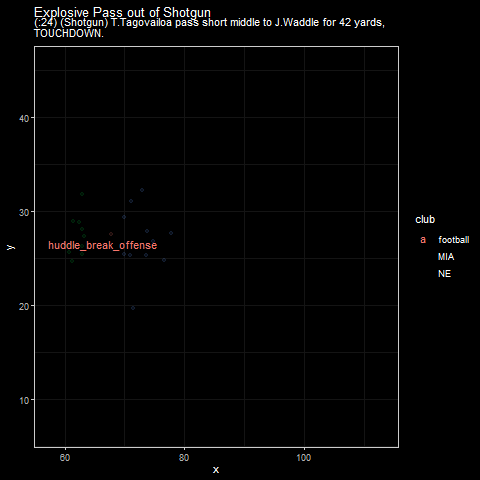 Explosive Pass out of Shotgun
(:24) (Shotgun) T.Tagovailoa pass short middle to J.Waddle for 42 yards,
TOUCHDOWN.
40
30
20
10
y
huddle_break_offense
60
80
100
x
club
a football
MIA
NE